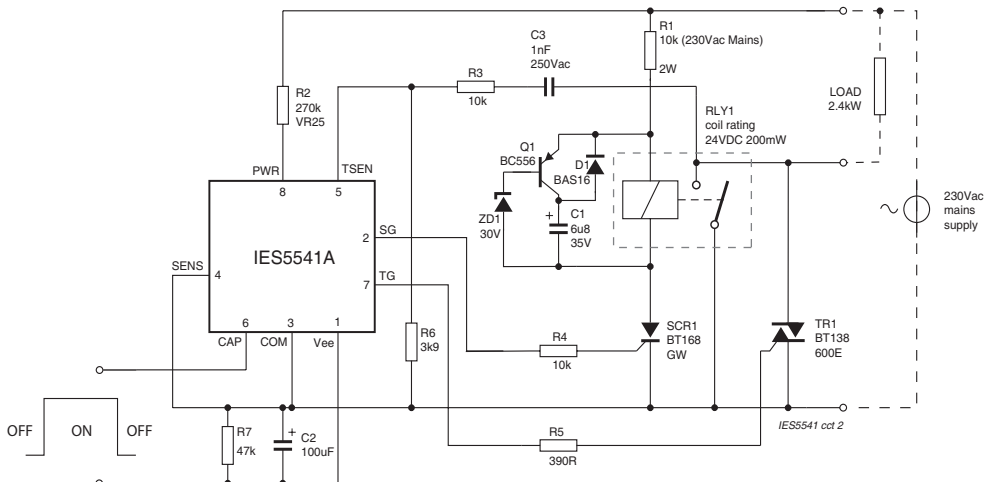 R1
10k (230Vac Mains)
2W
C3
1nF
250Vac
R3
10k
R2
270k
VR25
LOAD
2.4kW
RLY1
coil rating
24VDC 200mW
Q1
BC556
D1
BAS16
PWR
TSEN
8
5
ZD1
30V
+
C1
6u8
35V
230Vac
mains
supply
2
SG
IES5541A
SENS
4
7
TG
6
3
1
CAP
COM
Vee
R6
3k9
R4
10k
SCR1
BT168
GW
TR1
BT138
600E
OFF
ON
OFF
R7
47k
+
C2
100uF
R5
390R
IES5541 cct 2